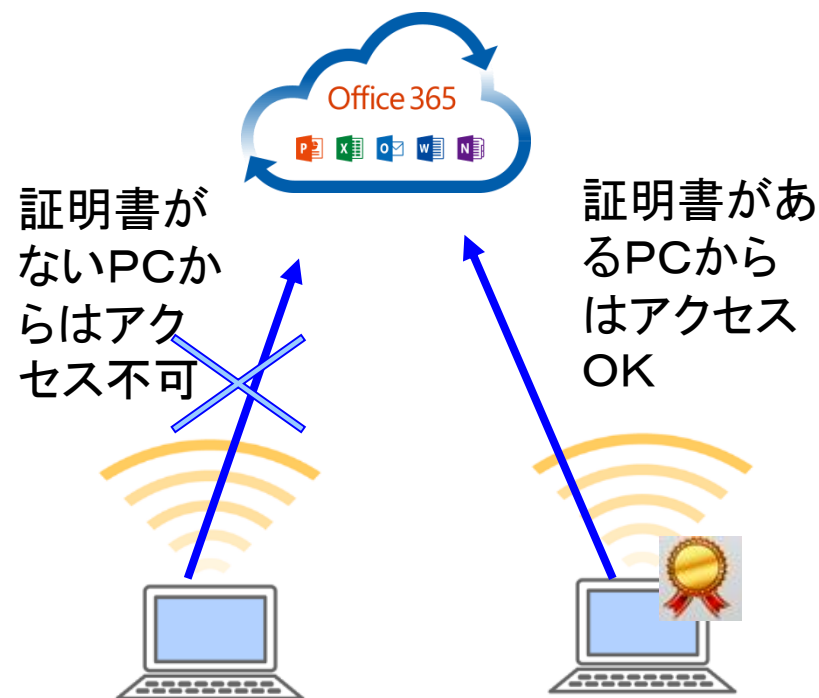 Office 365
P
X
O
W
N
証明書が
ないPCか
らはアク
セス不可
証明書があ
るPCから
はアクセス
OK